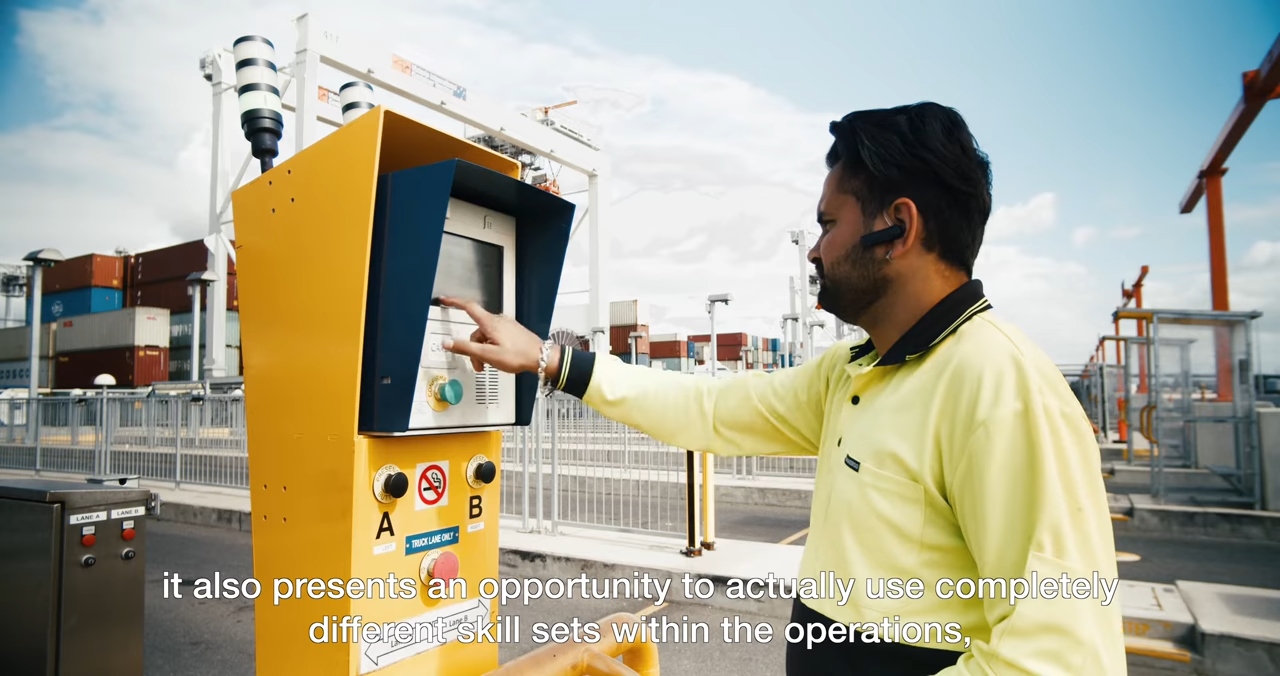 LANE A
LANE B
A
B
TRUCK LANE ONLY
Lane B
it also presents an opportunity to actually use completely
different skill sets within the operations,